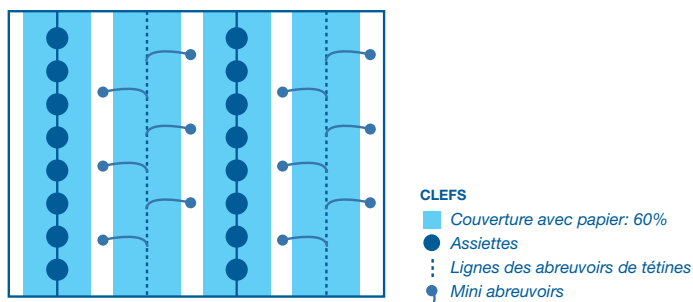 CLEFS
Couverture avec papier: 60%
Assiettes
Lignes des abreuvoirs de tétines
Mini abreuvoirs